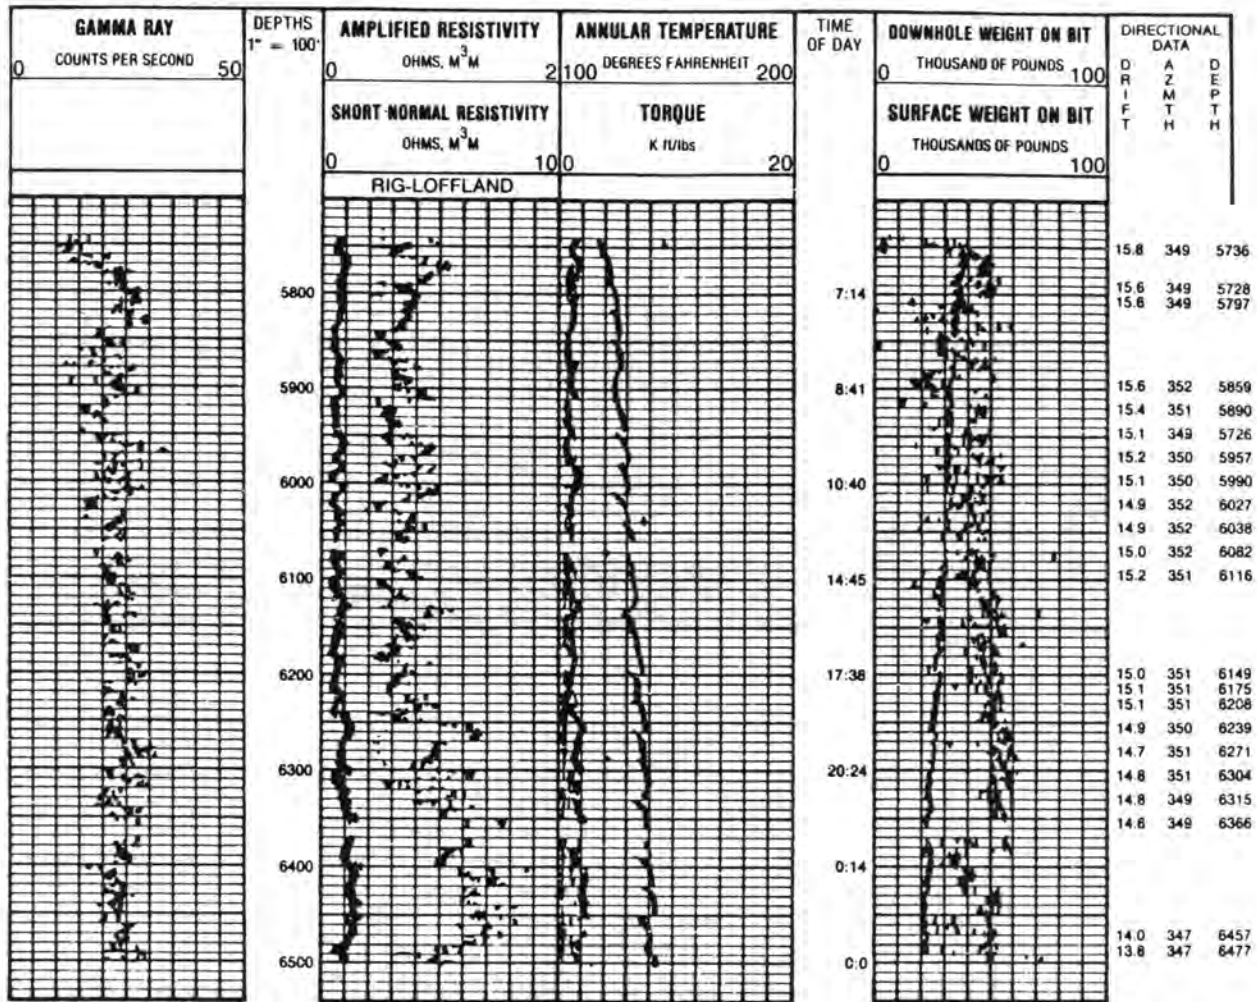 GAMMA RAY
COUNTS PER SECOND
0 50
DEPTHS
1" = 100'
AMPLIFIED RESISTIVITY
OHMS, M³M
0 2
SHORT NORMAL RESISTIVITY
OHMS, M³M
0 10
RIG-LOFFLAND
ANNULAR TEMPERATURE
DEGREES FAHRENHEIT
100 200
TORQUE
K ft/lbs
0 20
TIME
OF DAY
DOWNHOLE WEIGHT ON BIT
THOUSAND OF POUNDS
0 100
SURFACE WEIGHT ON BIT
THOUSANDS OF POUNDS
0 100
DIRECTIONAL
DATA
DRIFT AZMTH DEPTH
5800
5900
6000
6100
6200
6300
6400
6500
7:14
8:41
10:40
14:45
17:38
20:24
0:14
0:0
15.8 349 5736
15.6 349 5728
15.6 349 5797
15.6 352 5859
15.4 351 5890
15.1 349 5726
15.2 350 5957
15.1 350 5990
14.9 352 6027
14.9 352 6038
15.0 352 6082
15.2 351 6116
15.0 351 6149
15.1 351 6175
15.1 351 6208
14.9 350 6239
14.7 351 6271
14.8 351 6304
14.8 349 6315
14.6 349 6366
14.0 347 6457
13.8 347 6477